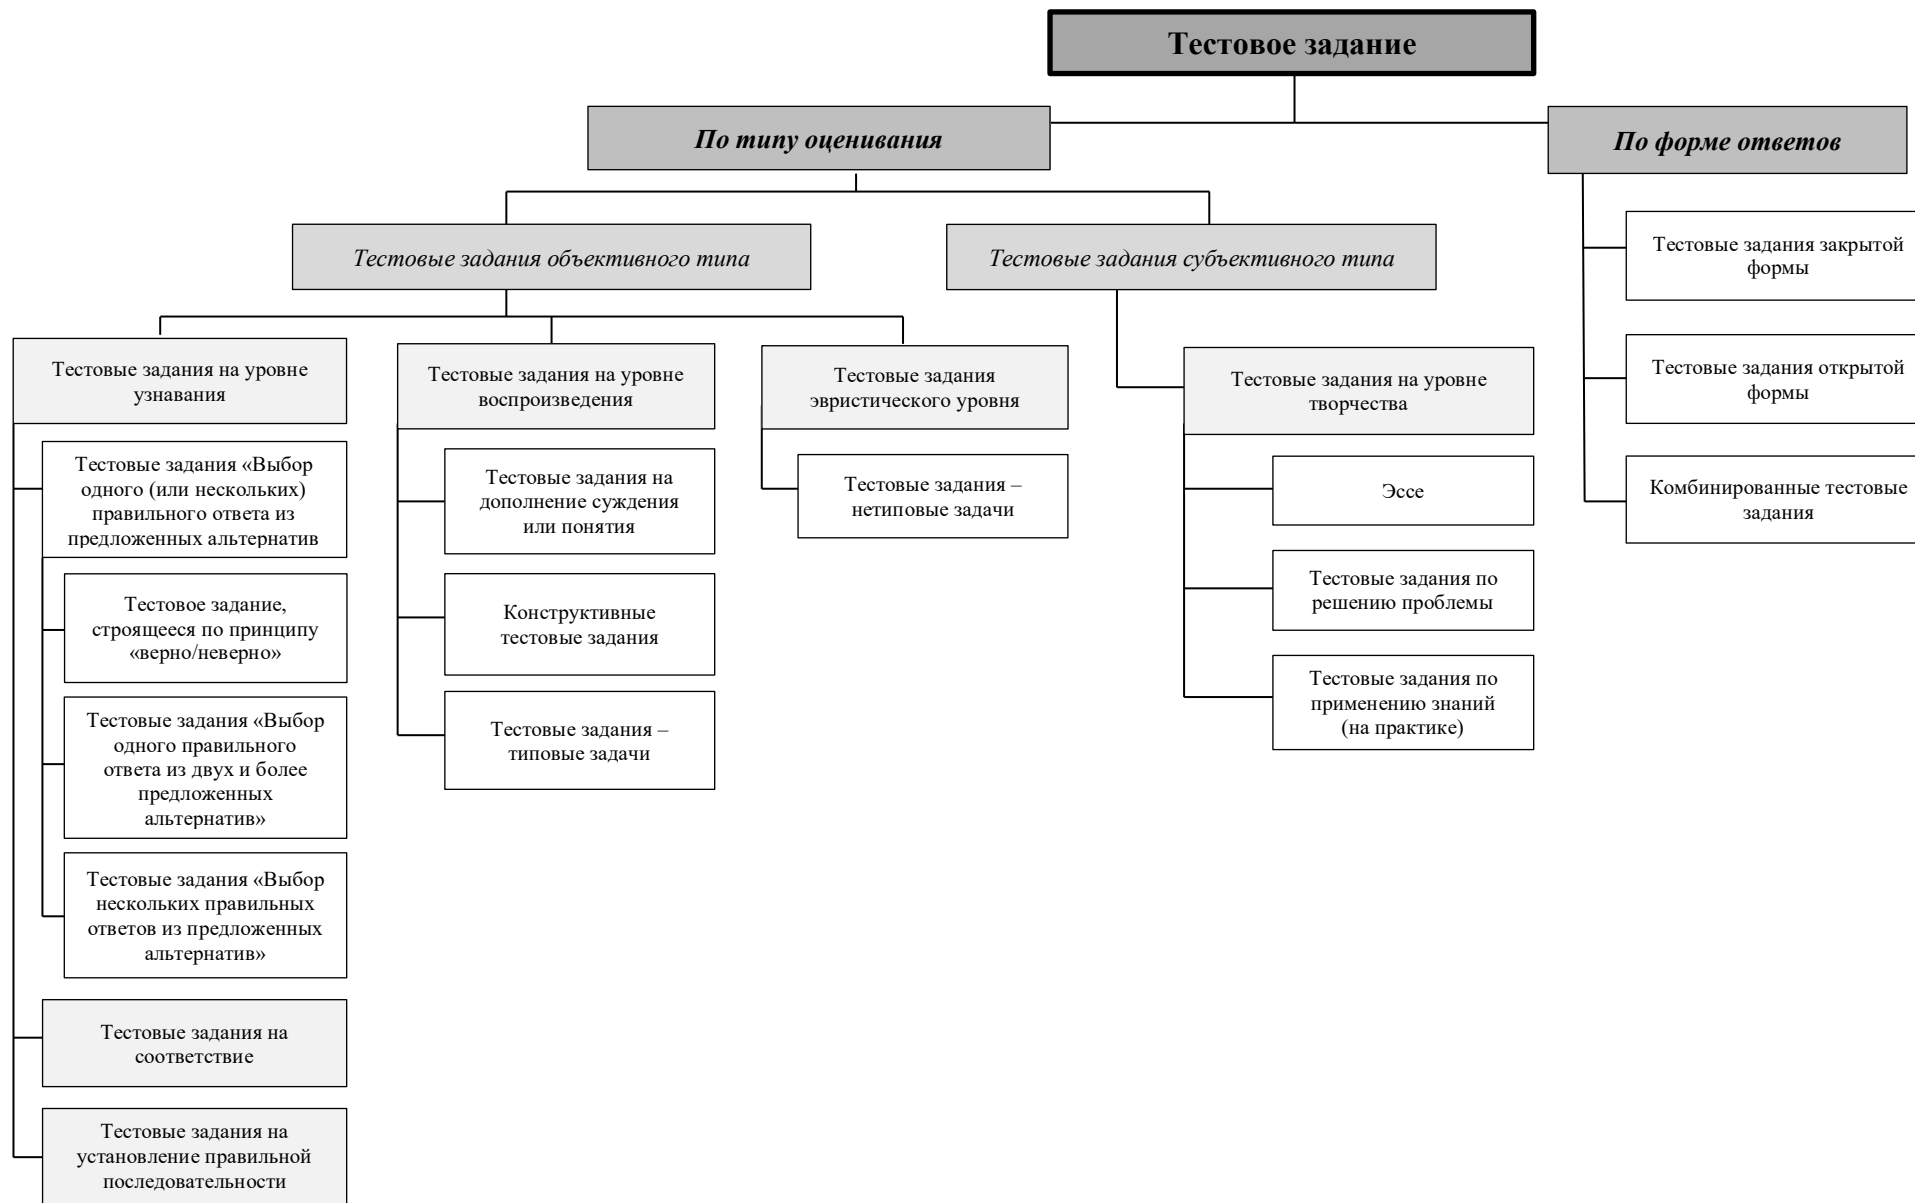 Тестовое задание
По типу оценивания
По форме ответов
Тестовые задания объективного типа
Тестовые задания субъективного типа
Тестовые задания закрытой
формы
Тестовые задания открытой
формы
Комбинированные тестовые
задания
Тестовые задания на уровне
узнавания
Тестовые задания «Выбор
одного (или нескольких)
правильного ответа из
предложенных альтернатив
Тестовое задание,
строящееся по принципу
«верно/неверно»
Тестовые задания «Выбор
одного правильного
ответа из двух и более
предложенных
альтернатив»
Тестовые задания «Выбор
нескольких правильных
ответов из предложенных
альтернатив»
Тестовые задания на
соответствие
Тестовые задания на
установление правильной
последовательности
Тестовые задания на уровне
воспроизведения
Тестовые задания на
дополнение суждения
или понятия
Конструктивные
тестовые задания
Тестовые задания –
типовые задачи
Тестовые задания
эвристического уровня
Тестовые задания –
нетиповые задачи
Тестовые задания на уровне
творчества
Эссе
Тестовые задания по
решению проблемы
Тестовые задания по
применению знаний
(на практике)